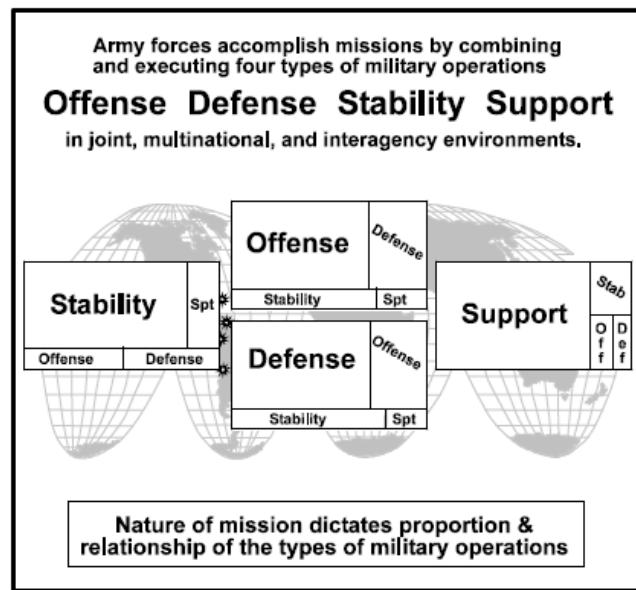 Army forces accomplish missions by combining
and executing four types of military operations
Offense Defense Stability Support
in joint, multinational, and interagency environments.
Offense
Defense
Stability
Spt
Stability
Spt
Offense
Defense
Defense
Offense
Stability
Spt
Support
Stab
Off
Def
Nature of mission dictates proportion &
relationship of the types of military operations